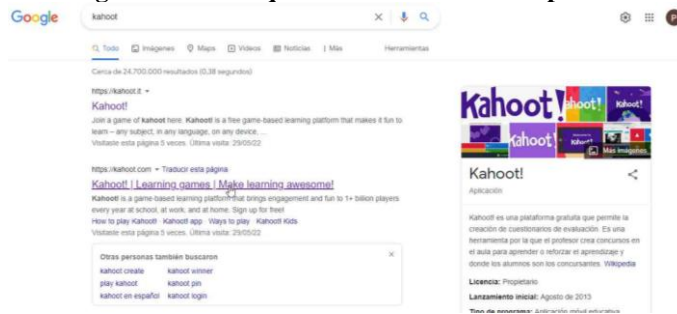 Google
kahoot
Todo Imágenes Maps Videos Noticias Más Herramientas
Cerca de 24.700.000 resultados (0,38 segundos)
https://kahoot.it
Kahoot!
Join a game of kahoot here. Kahoot! is a free game-based learning platform that makes it fun to
learn – any subject, in any language, on any device, ...
Visitaste esta página 5 veces. Última visita: 29/05/22
https://kahoot.com Traducir esta página
Kahoot! | Learning games | Make learning awesome!
Kahoot! is a game-based learning platform that brings engagement and fun to 1+ billion players
every year at school, at work, and at home. Sign up for free!
How to play Kahoot! · Kahoot! app · Ways to play · Kahoot! Kids
Visitaste esta página 5 veces. Última visita: 29/05/22
Otras personas también buscaron
kahoot create kahoot winner
play kahoot kahoot pin
kahoot en español kahoot login
Kahoot!
Kahoot!
Kahoot!
Kahoot!
Más imágenes
Kahoot!
Aplicación
Kahoot! es una plataforma gratuita que permite la
creación de cuestionarios de evaluación. Es una
herramienta por la que el profesor crea concursos en
el aula para aprender o reforzar el aprendizaje y
donde los alumnos son los concursantes. Wikipedia
Licencia: Propietario
Lanzamiento inicial: Agosto de 2013
Tipo de programa: Aplicación móvil educativa